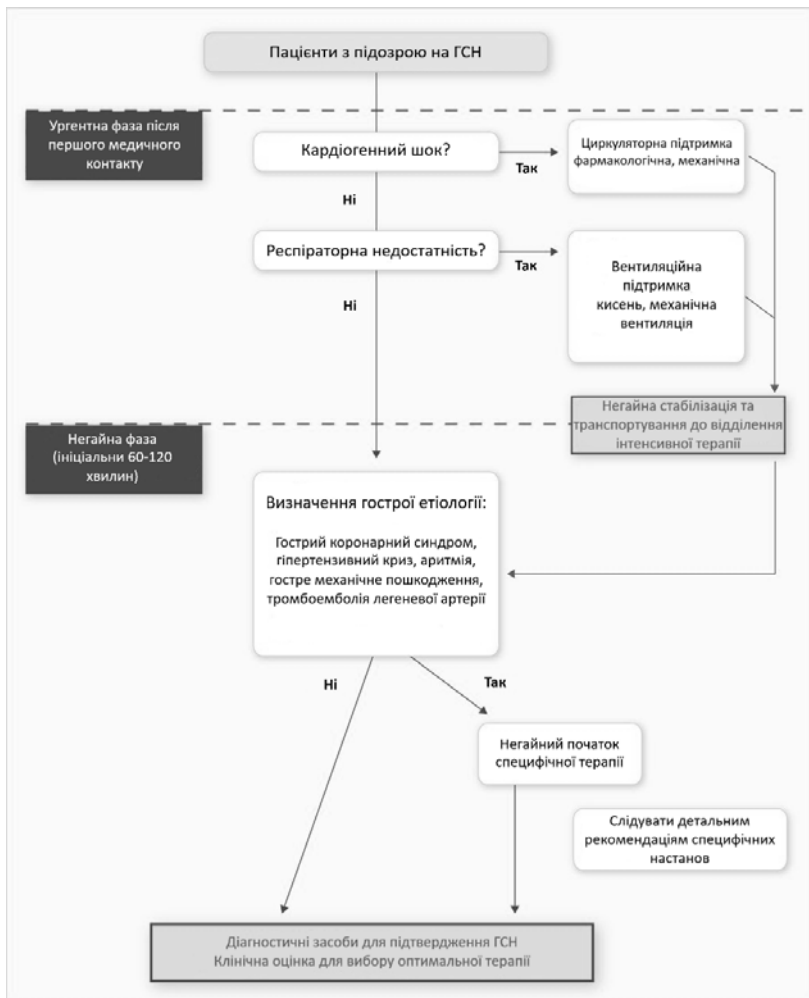 Пацієнти з підозрою на ГСН
Ургентна фаза після
першого медичного
контакту
Кардіогенний шок?
Так
Циркуляторна підтримка
фармакологічна, механічна
Ні
Респіраторна недостатність?
Так
Вентиляційна
підтримка
кисень, механічна
вентиляція
Ні
Негайна стабілізація та
транспортування до відділення
інтенсивної терапії
Негайна фаза
(ініціальни 60-120
хвилин)
Визначення гострої етіології:
Гострий коронарний синдром,
гіпертензивний криз, аритмія,
гостре механічне пошкодження,
тромбоемболія легеневої артерії
Ні
Так
Негайний початок
специфічної терапії
Слідувати детальним
рекомендаціям специфічних
настанов
Діагностичні засоби для підтвердження ГСН
Клінічна оцінка для вибору оптимальної терапії